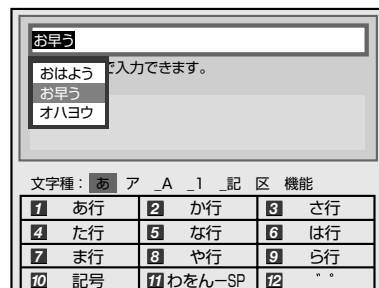 お早う
で入力できます。
おはよう
お早う
オハヨウ
文字種： あ ア _A _1 _記 区 機能
1 あ行 2 か行 3 さ行
4 た行 5 な行 6 は行
7 ま行 8 や行 9 ら行
10 記号 11 わをんーSP 12 ゛゜